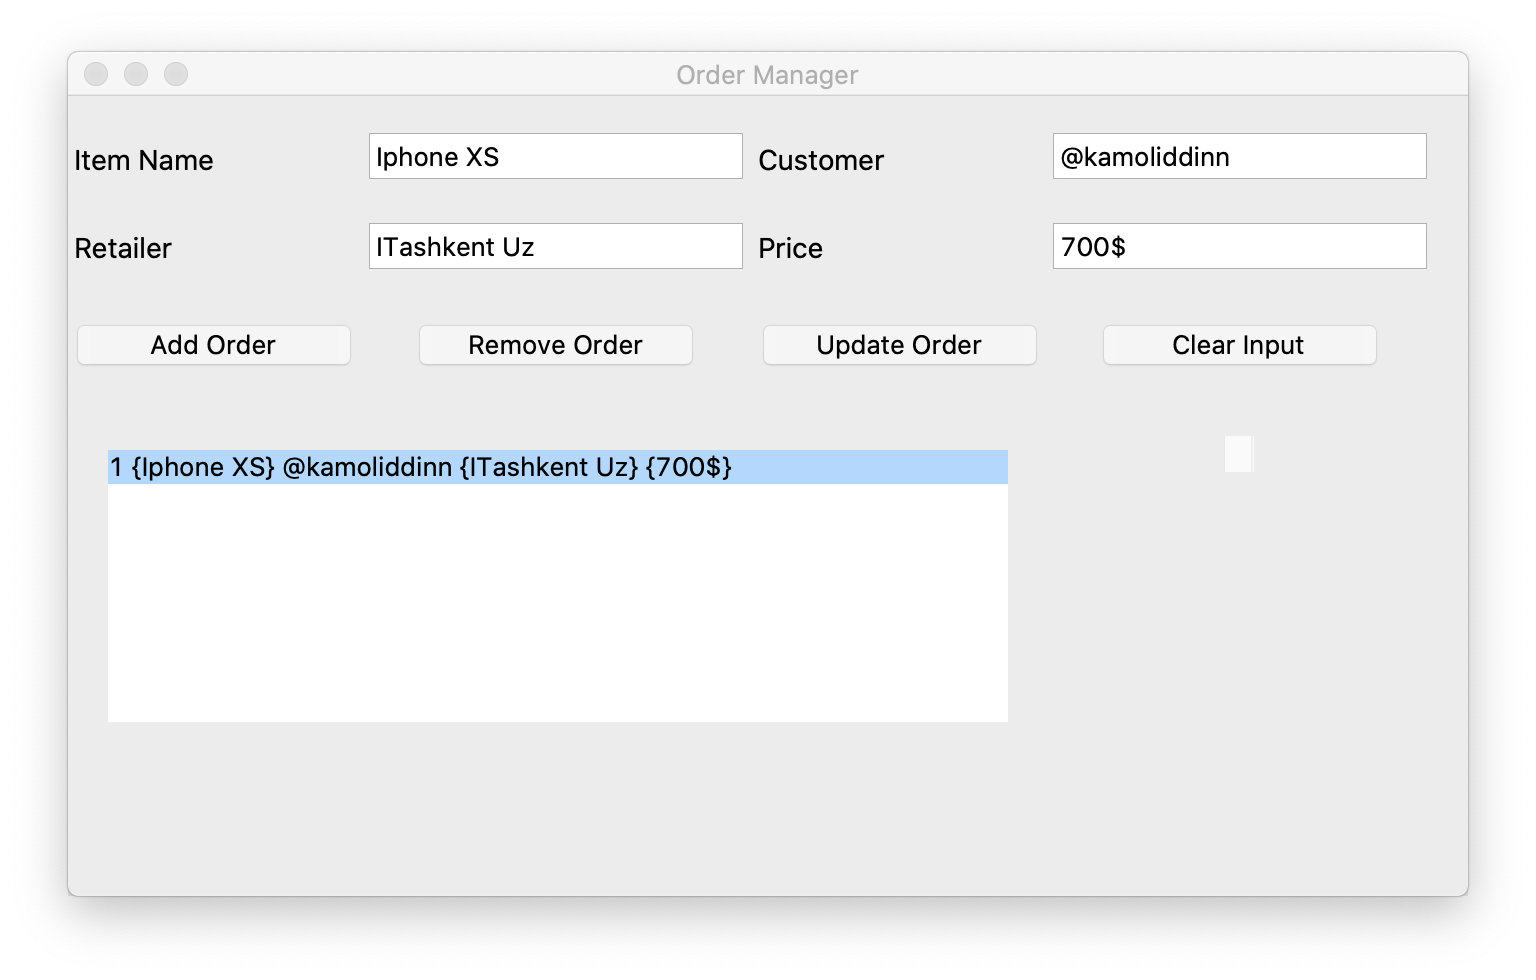 Order Manager
Item Name Iphone XS Customer @kamoliddinn
Retailer ITashkent Uz Price 700$
Add Order Remove Order Update Order Clear Input
1 {Iphone XS} @kamoliddinn {ITashkent Uz} {700$}